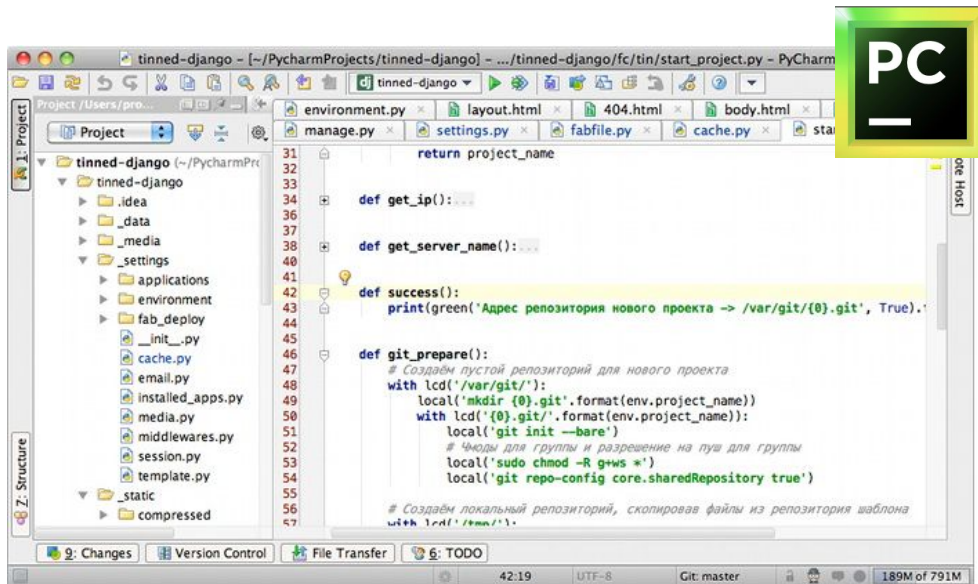 PC
tinned-django – [~/PycharmProjects/tinned-django] – .../tinned-django/fc/tin/start_project.py – PyCharm
tinned-django
Project /Users/pro...
environment.py
layout.html
404.html
body.html
1: Project
Project
manage.py
settings.py
fabfile.py
cache.py
tinned-django (~/PycharmPr
tinned-django
.idea
_data
_media
_settings
applications
environment
fab_deploy
__init__.py
cache.py
email.py
installed_apps.py
media.py
middlewares.py
session.py
template.py
_static
compressed
Z: Structure
31 return project_name
32
33
34 def get_ip():...
36
37
38 def get_server_name():...
40
41
42 def success():
43 print(green('Адрес репозитория нового проекта -> /var/git/{0}.git', True).
44
45
46 def git_prepare():
47 # Создаём пустой репозиторий для нового проекта
48 with lcd('/var/git/'):
49 local('mkdir {0}.git'.format(env.project_name))
50 with lcd('{0}.git/'.format(env.project_name)):
51 local('git init --bare')
52 # Чмоды для группы и разрешение на пуш для группы
53 local('sudo chmod -R g+ws *')
54 local('git repo-config core.sharedRepository true')
55
56 # Создаём локальный репозиторий, скопировав файлы из репозитория шаблона
57 with lcd('/tmp/'):
ote Host
9: Changes
Version Control
File Transfer
6: TODO
42:19
UTF-8
Git: master
189M of 791M